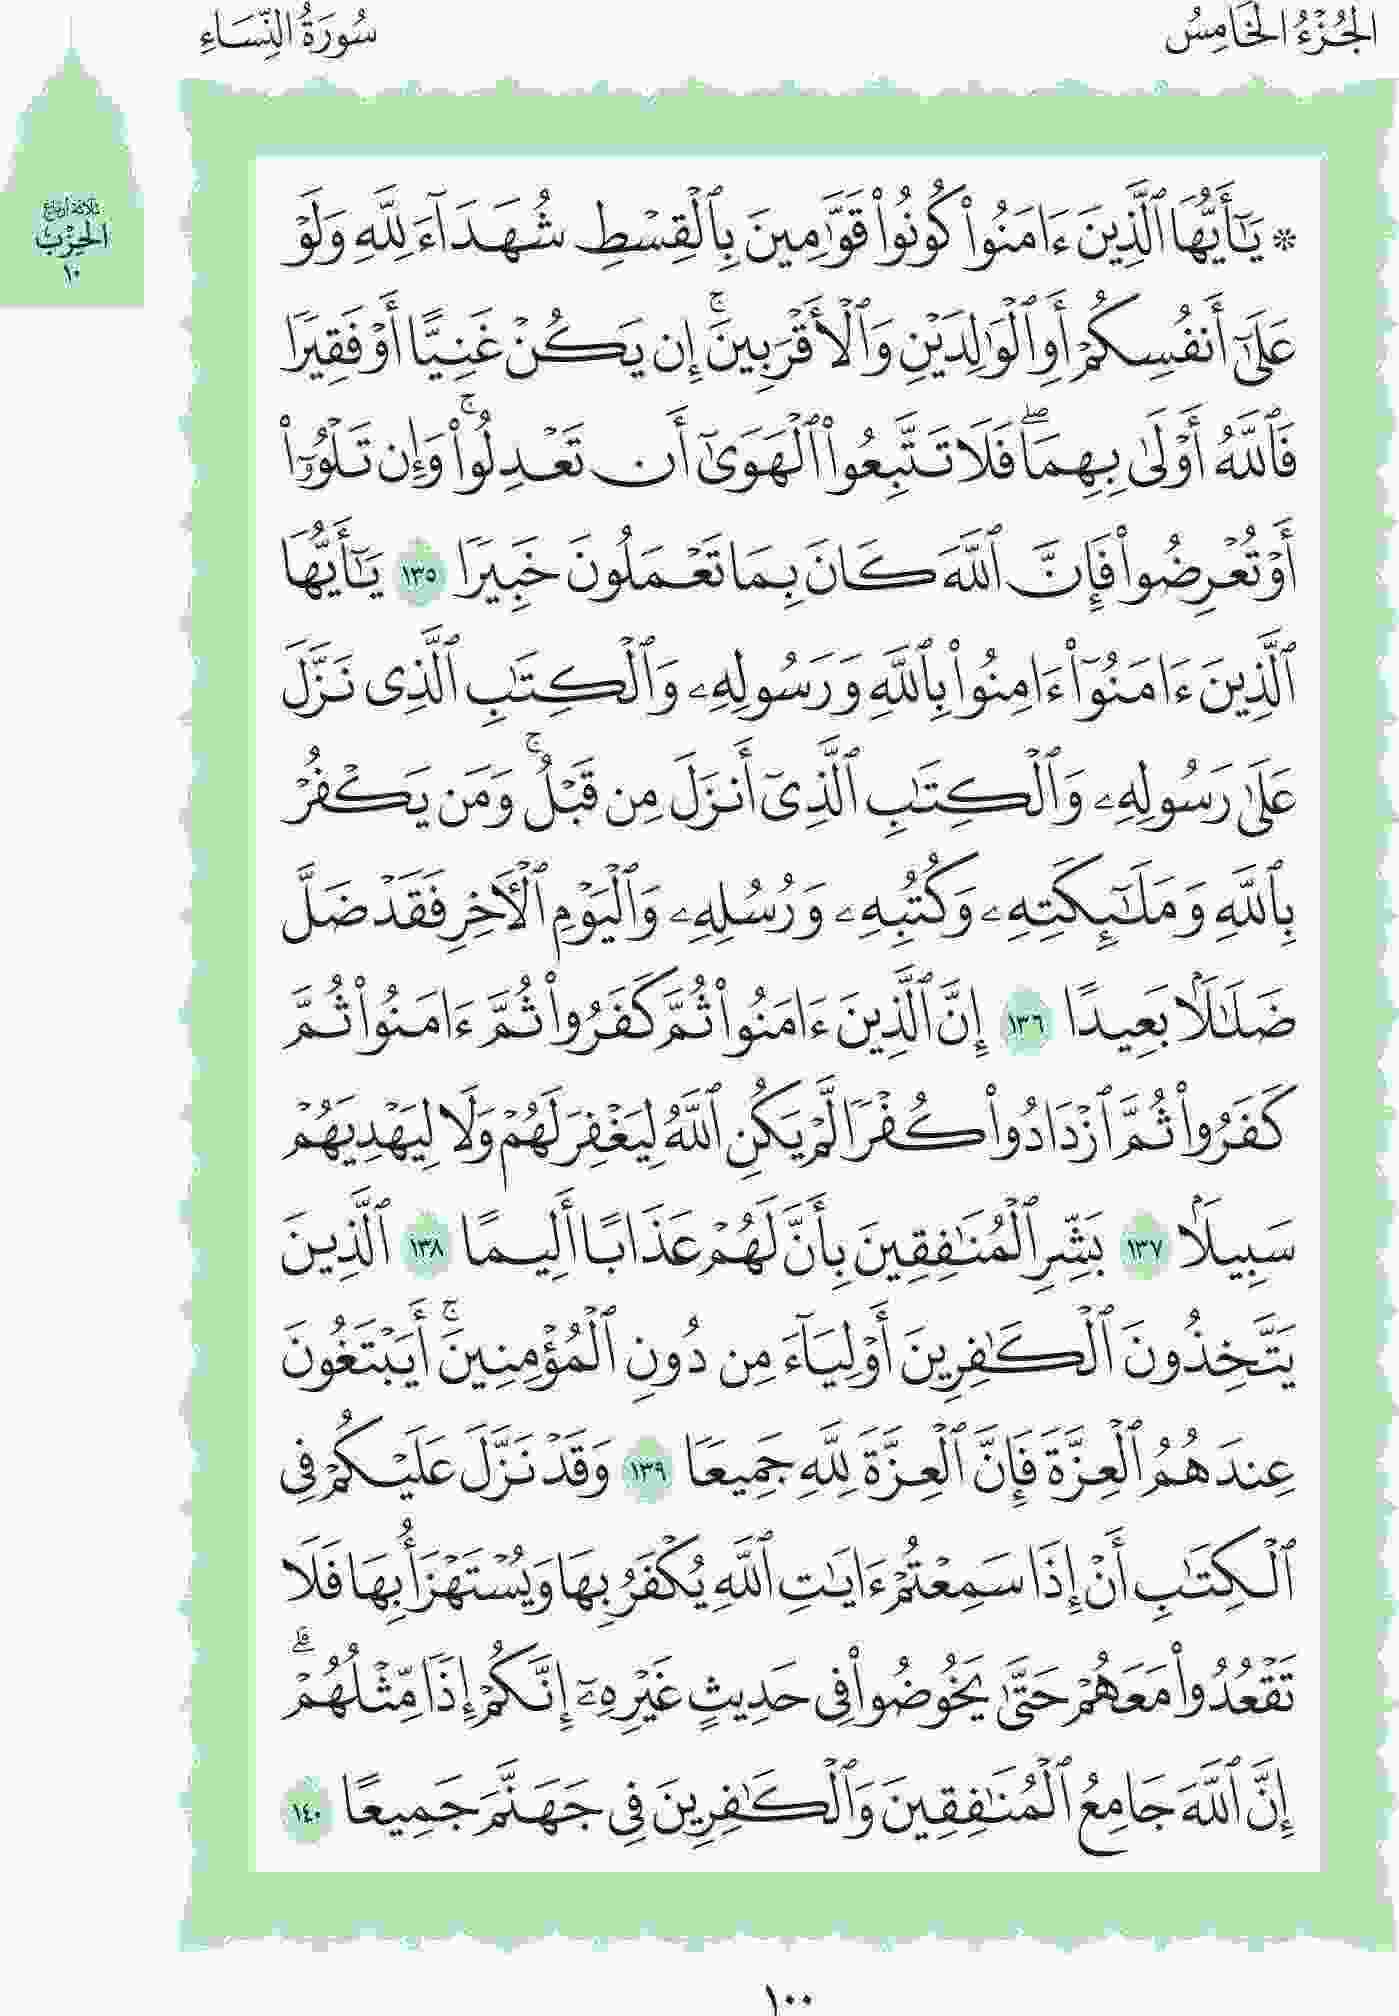 الجُزْءُ الخَامِسُ
سُورَةُ النِّسَاءِ
ثلاثة أرباع
الحِزْب
١٠
۞ يَٰٓأَيُّهَا ٱلَّذِينَ ءَامَنُوا۟ كُونُوا۟ قَوَّٰمِينَ بِٱلْقِسْطِ شُهَدَآءَ لِلَّهِ وَلَوْ
عَلَىٰٓ أَنفُسِكُمْ أَوِ ٱلْوَٰلِدَيْنِ وَٱلْأَقْرَبِينَ ۚ إِن يَكُنْ غَنِيًّا أَوْ فَقِيرًا
فَٱللَّهُ أَوْلَىٰ بِهِمَا ۖ فَلَا تَتَّبِعُوا۟ ٱلْهَوَىٰٓ أَن تَعْدِلُوا۟ ۚ وَإِن تَلْوُۥٓا۟
أَوْ تُعْرِضُوا۟ فَإِنَّ ٱللَّهَ كَانَ بِمَا تَعْمَلُونَ خَبِيرًا ١٣٥ يَٰٓأَيُّهَا
ٱلَّذِينَ ءَامَنُوٓا۟ ءَامِنُوا۟ بِٱللَّهِ وَرَسُولِهِۦ وَٱلْكِتَٰبِ ٱلَّذِى نَزَّلَ
عَلَىٰ رَسُولِهِۦ وَٱلْكِتَٰبِ ٱلَّذِىٓ أَنزَلَ مِن قَبْلُ ۚ وَمَن يَكْفُرْ
بِٱللَّهِ وَمَلَٰٓئِكَتِهِۦ وَكُتُبِهِۦ وَرُسُلِهِۦ وَٱلْيَوْمِ ٱلْـَٔاخِرِ فَقَدْ ضَلَّ
ضَلَٰلًۢا بَعِيدًا ١٣٦ إِنَّ ٱلَّذِينَ ءَامَنُوا۟ ثُمَّ كَفَرُوا۟ ثُمَّ ءَامَنُوا۟ ثُمَّ
كَفَرُوا۟ ثُمَّ ٱزْدَادُوا۟ كُفْرًا لَّمْ يَكُنِ ٱللَّهُ لِيَغْفِرَ لَهُمْ وَلَا لِيَهْدِيَهُمْ
سَبِيلًۢا ١٣٧ بَشِّرِ ٱلْمُنَٰفِقِينَ بِأَنَّ لَهُمْ عَذَابًا أَلِيمًا ١٣٨ ٱلَّذِينَ
يَتَّخِذُونَ ٱلْكَٰفِرِينَ أَوْلِيَآءَ مِن دُونِ ٱلْمُؤْمِنِينَ ۚ أَيَبْتَغُونَ
عِندَهُمُ ٱلْعِزَّةَ فَإِنَّ ٱلْعِزَّةَ لِلَّهِ جَمِيعًا ١٣٩ وَقَدْ نَزَّلَ عَلَيْكُمْ فِى
ٱلْكِتَٰبِ أَنْ إِذَا سَمِعْتُمْ ءَايَٰتِ ٱللَّهِ يُكْفَرُ بِهَا وَيُسْتَهْزَأُ بِهَا فَلَا
تَقْعُدُوا۟ مَعَهُمْ حَتَّىٰ يَخُوضُوا۟ فِى حَدِيثٍ غَيْرِهِۦٓ ۚ إِنَّكُمْ إِذًا مِّثْلُهُمْ ۗ
إِنَّ ٱللَّهَ جَامِعُ ٱلْمُنَٰفِقِينَ وَٱلْكَٰفِرِينَ فِى جَهَنَّمَ جَمِيعًا ١٤٠
١٠٠